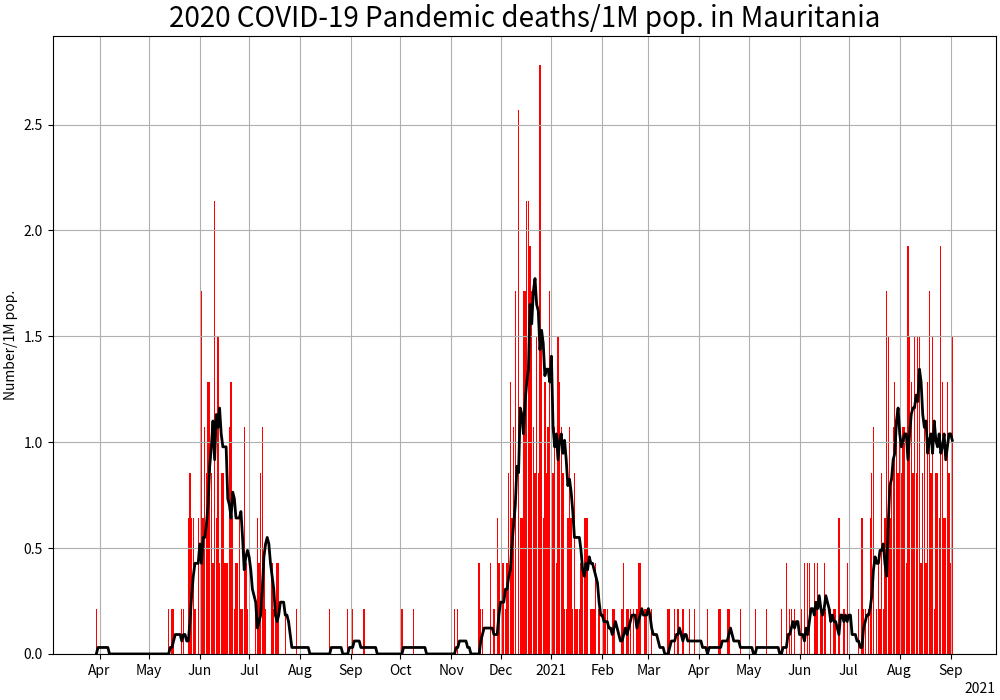 2020 COVID-19 Pandemic deaths/1M pop. in Mauritania
Number/1M pop.
2.5
2.0
1.5
1.0
0.5
0.0
Apr May Jun Jul Aug Sep Oct Nov Dec 2021 Feb Mar Apr May Jun Jul Aug Sep
2021